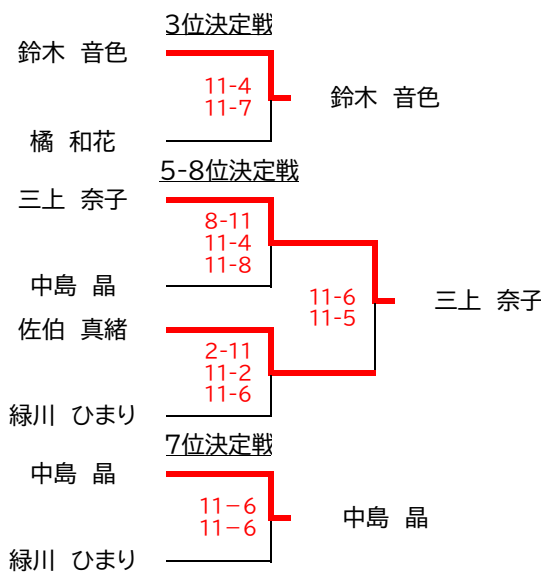 3位決定戦
鈴木 音色
11-4
11-7
鈴木 音色
橘 和花
5-8位決定戦
三上 奈子
8-11
11-4
11-8
中島 晶
11-6
11-5
三上 奈子
佐伯 真緒
2-11
11-2
11-6
緑川 ひまり
7位決定戦
中島 晶
11−6
11−6
中島 晶
緑川 ひまり